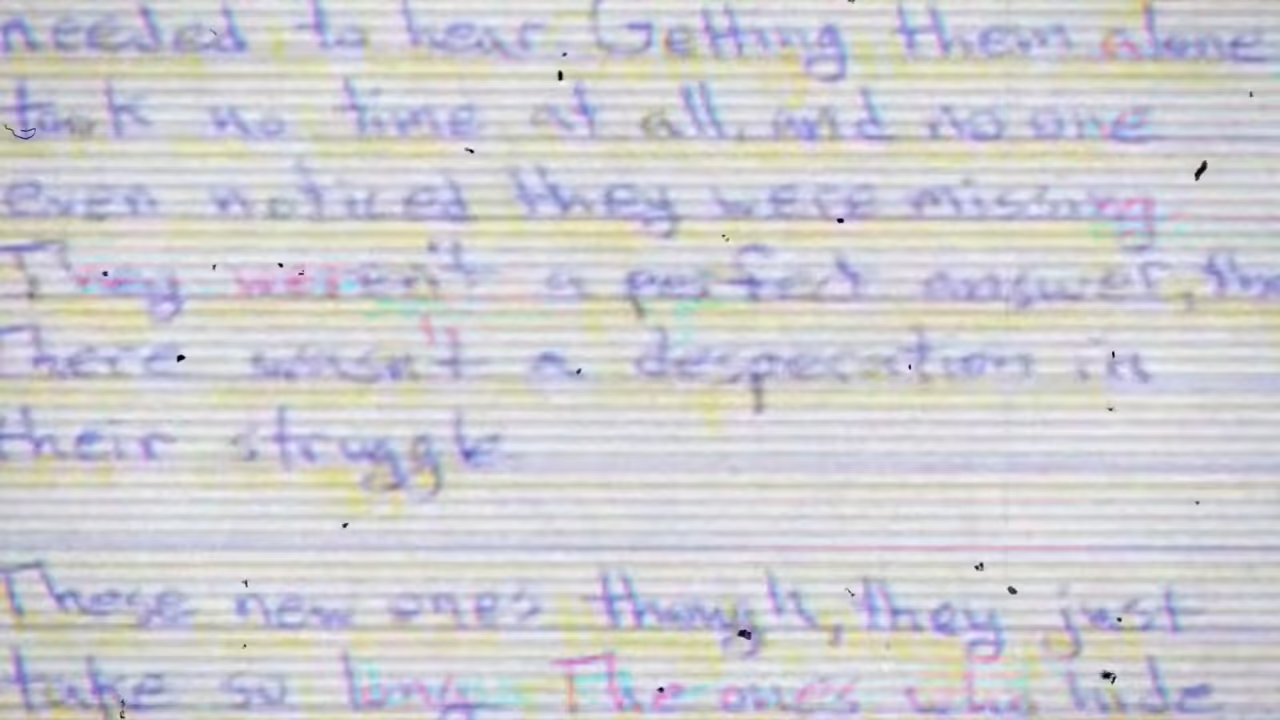 needed to hear. Getting them alone
took no time at all, and no one
even noticed they were missing
They weren't a perfect answer, tho
There wasn't a desperation in
their struggle
These new ones though, they just
take so long. The ones who hide